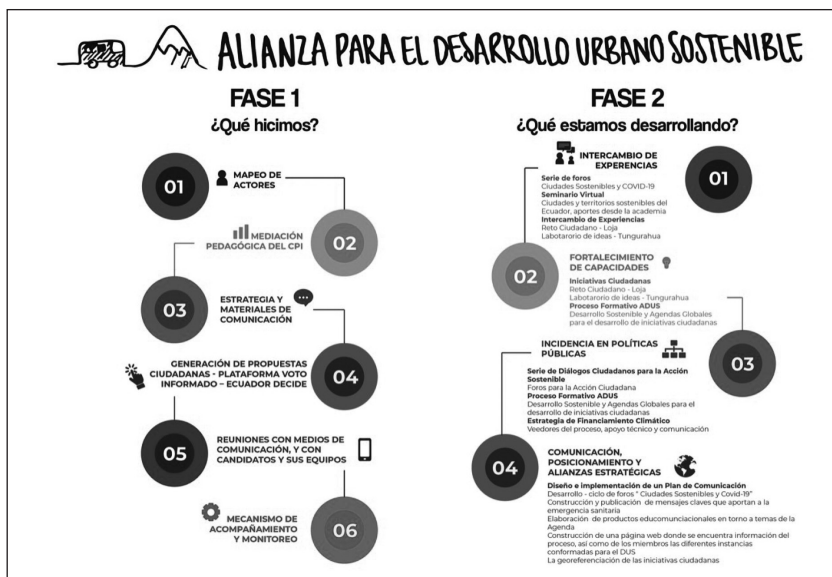 ALIANZA PARA EL DESARROLLO URBANO SOSTENIBLE
FASE 1
¿Qué hicimos?
01
MAPEO DE
ACTORES
02
MEDIACIÓN
PEDAGÓGICA DEL CPI
03
ESTRATEGIA Y
MATERIALES DE
COMUNICACIÓN
04
GENERACIÓN DE PROPUESTAS
CIUDADANAS - PLATAFORMA VOTO
INFORMADO – ECUADOR DECIDE
05
REUNIONES CON MEDIOS DE
COMUNICACIÓN, Y CON
CANDIDATOS Y SUS EQUIPOS
06
MECANISMO DE
ACOMPAÑAMIENTO
Y MONITOREO
FASE 2
¿Qué estamos desarrollando?
01
INTERCAMBIO DE
EXPERENCIAS
Serie de foros
Ciudades Sostenibles y COVID-19
Seminario Virtual
Ciudades y territorios sostenibles del
Ecuador, aportes desde la academia
Intercambio de Experiencias
Reto Ciudadano - Loja
Labotarorio de ideas - Tungurahua
02
FORTALECIMIENTO
DE CAPACIDADES
Iniciativas Ciudadanas
Reto Ciudadano - Loja
Labotarorio de ideas - Tungurahua
Proceso Formativo ADUS
Desarrollo Sostenible y Agendas Globales
para el desarrollo de iniciativas ciudadanas
03
INCIDENCIA EN POLÍTICAS
PÚBLICAS
Serie de Diálogos Ciudadanos para la Acción
Sostenible
Foros para la Acción Ciudadana
Proceso Formativo ADUS
Desarrollo Sostenible y Agendas Globales para el
desarrollo de iniciativas ciudadanas
Estrategia de Financiamiento Climático
Veedores del proceso, apoyo técnico y comunicación
04
COMUNICACIÓN,
POSICIONAMIENTO Y
ALIANZAS ESTRATÉGICAS
Diseño e implementación de un Plan de Comunicación
Desarrollo - ciclo de foros " Ciudades Sostenibles y Covid-19"
Construcción y publicación de mensajes claves que aportan a la
emergencia sanitaria
Elaboración de productos educomunciacionales en torno a temas de la
Agenda
Construcción de una página web donde se encuentra información del
proceso, así como de los miembros las diferentes instancias
conformadas para el DUS
La georeferenciación de las iniciativas ciudadanas